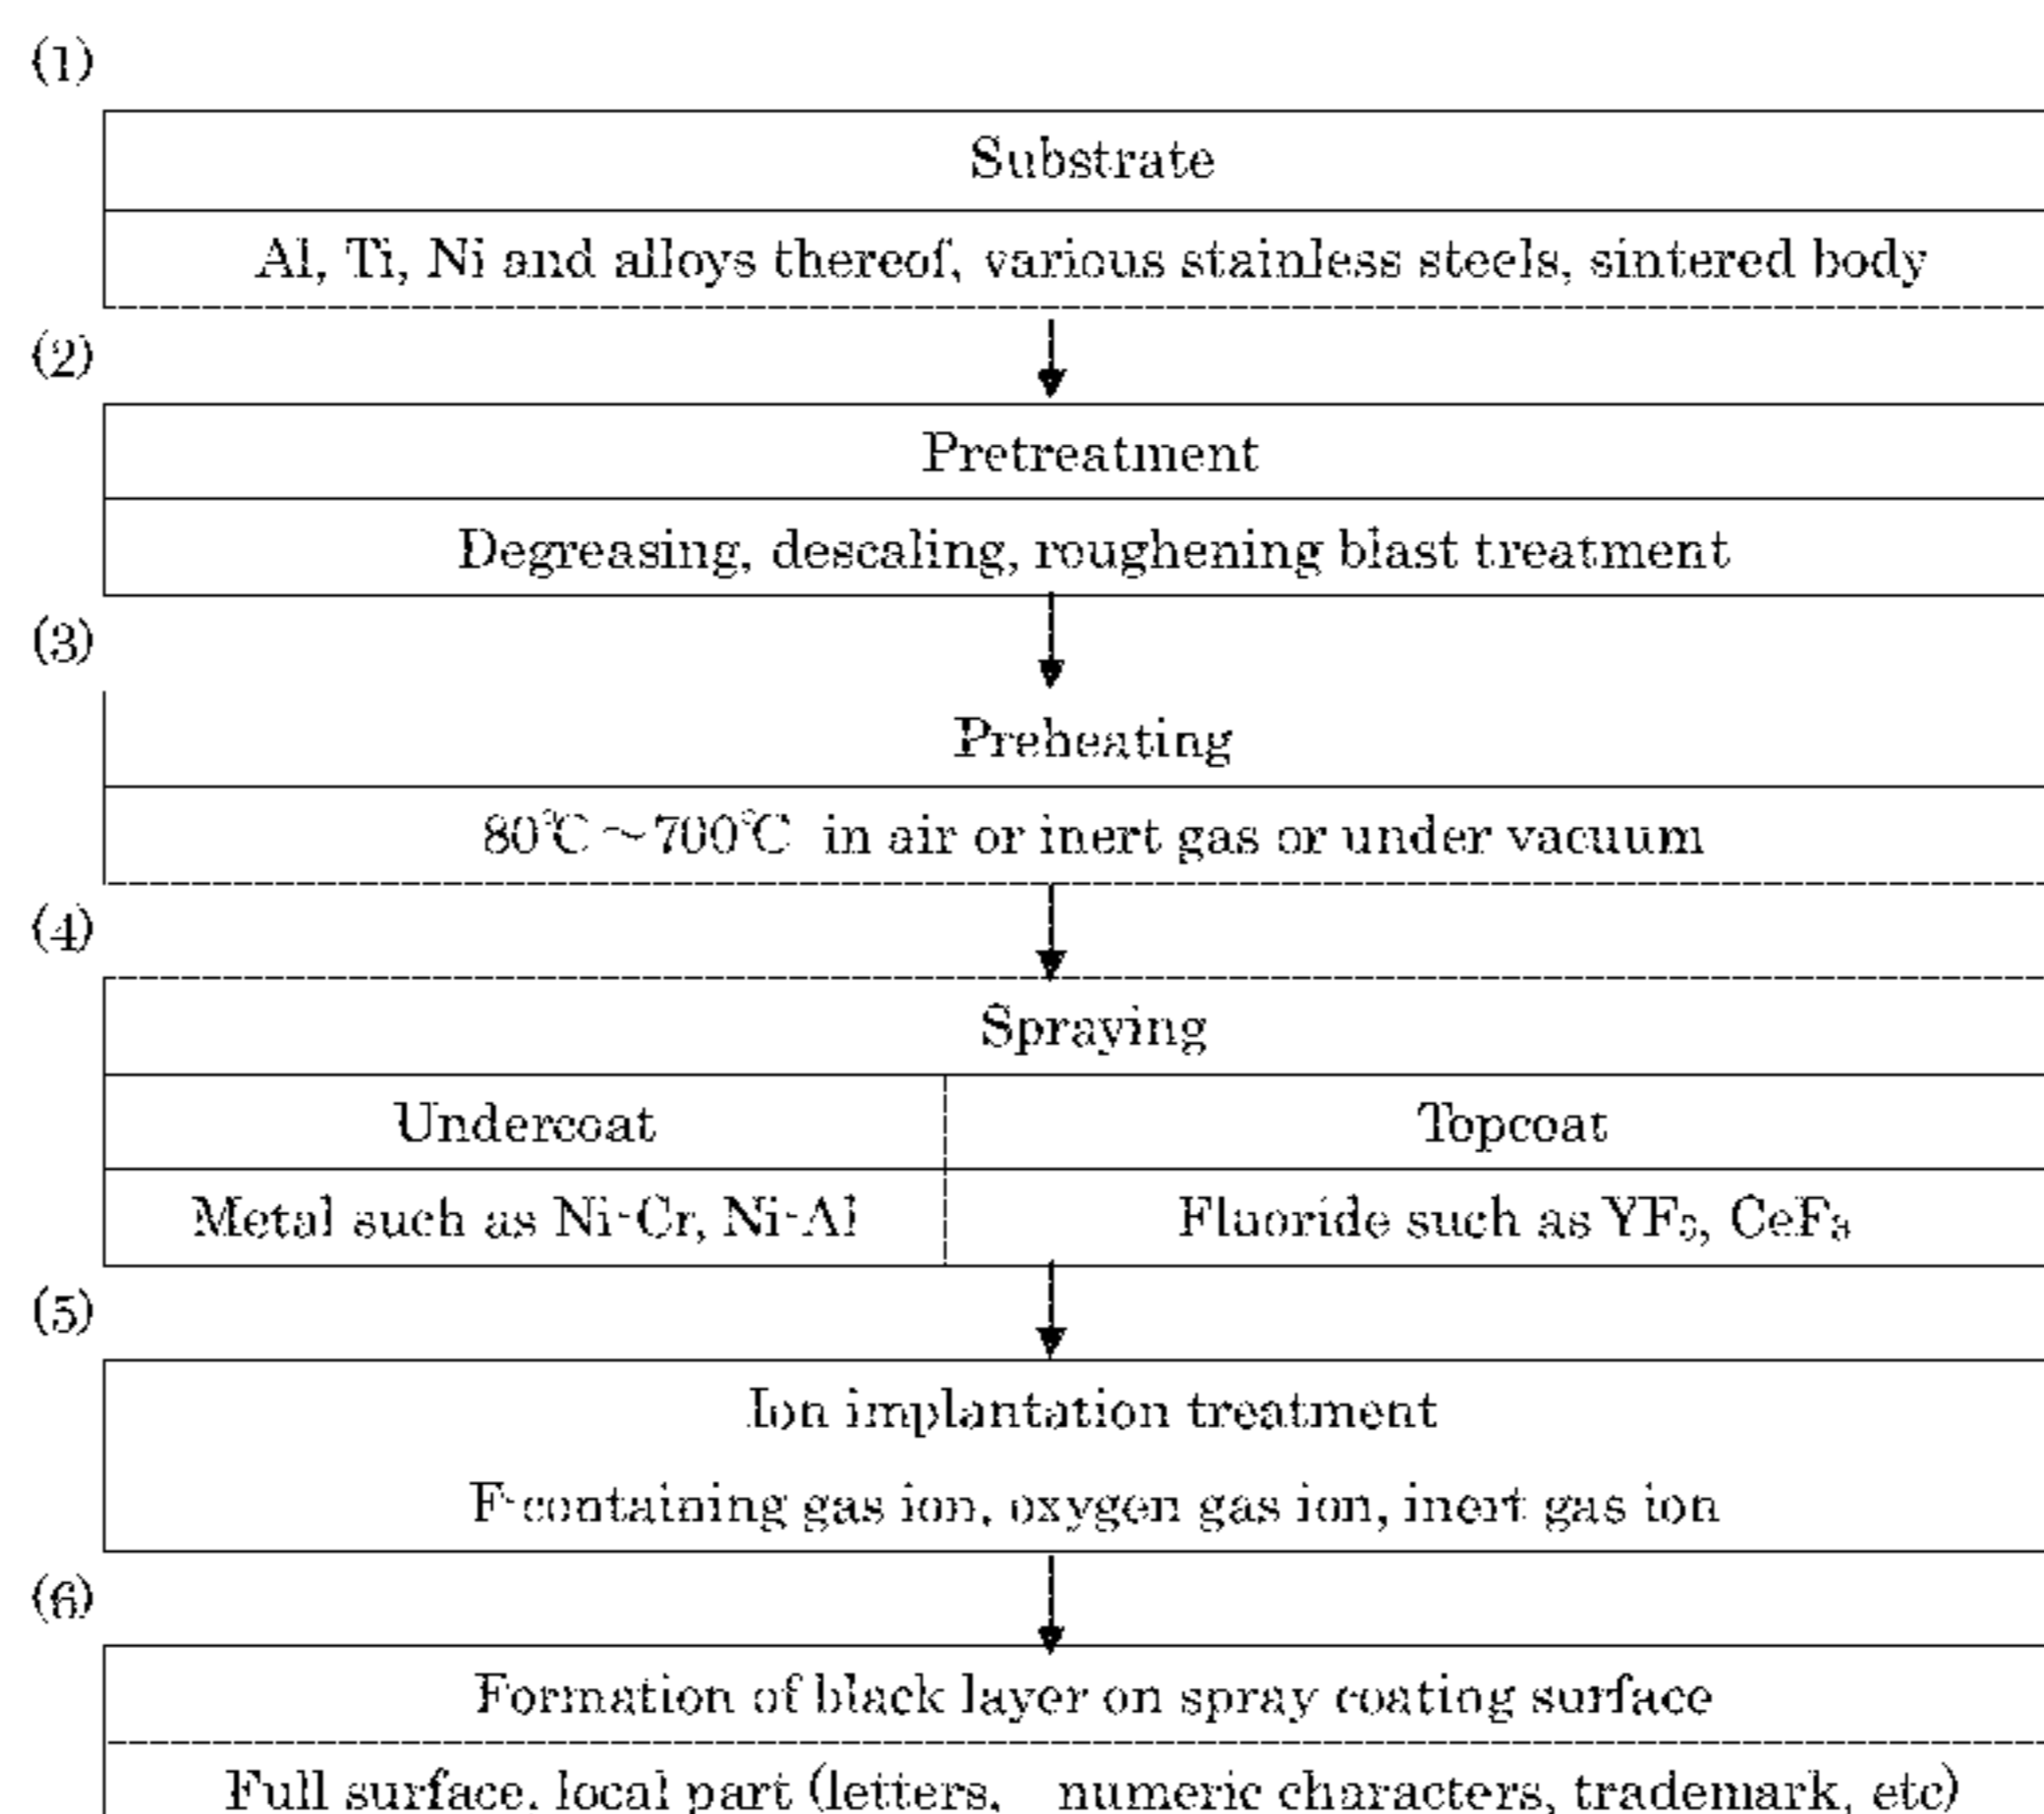 (1)
Substrate
Al, Ti, Ni and alloys thereof, various stainless steels, sintered body
(2)
Pretreatment
Degreasing, descaling, roughening blast treatment
(3)
Preheating
80℃~700℃ in air or inert gas or under vacuum
(4)
Spraying
Undercoat
Topcoat
Metal such as Ni-Cr, Ni-Al
Fluoride such as YF₃, CeF₃
(5)
Ion implantation treatment
F-containing gas ion, oxygen gas ion, inert gas ion
(6)
Formation of black layer on spray coating surface
Full surface, local part (letters, numeric characters, trademark, etc)